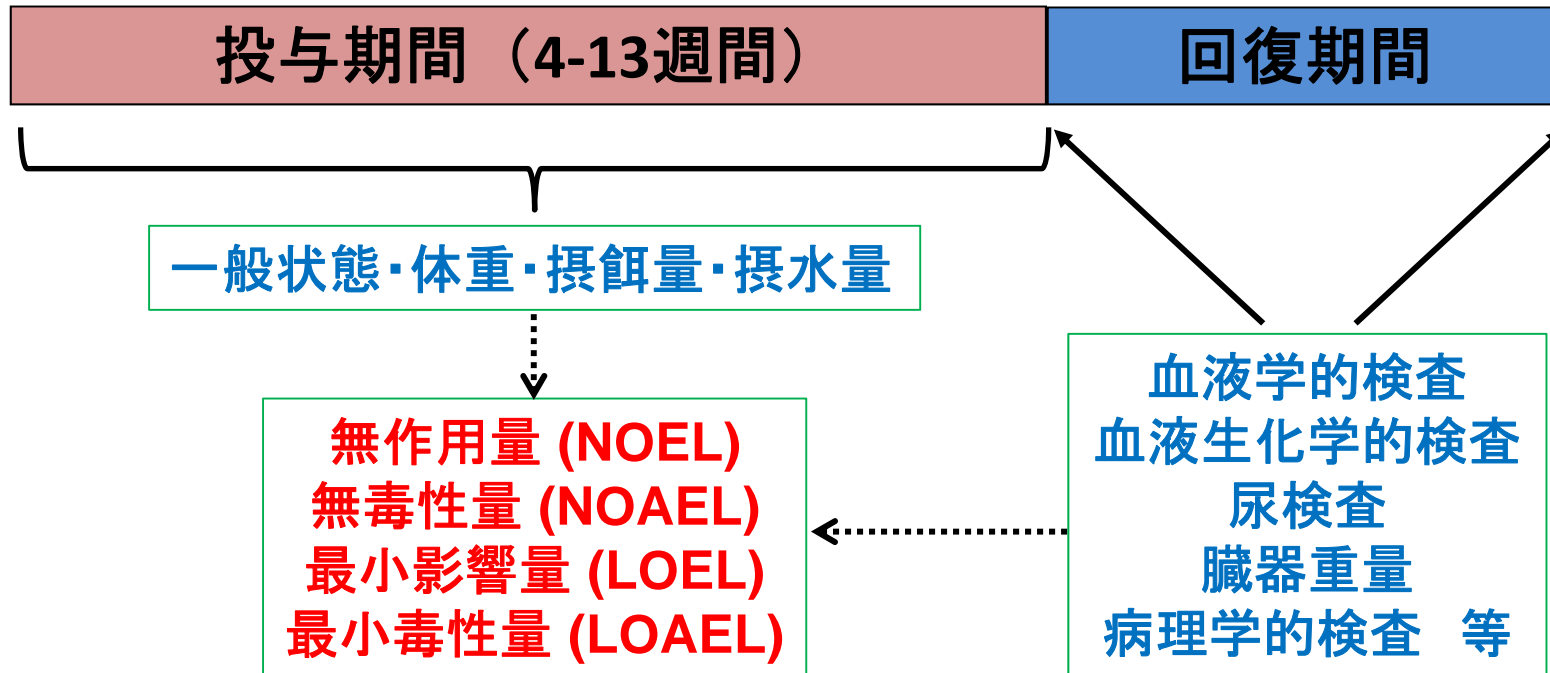 投与期間（4-13週間）
回復期間
一般状態・体重・摂餌量・摂水量
無作用量 (NOEL)
無毒性量 (NOAEL)
最小影響量 (LOEL)
最小毒性量 (LOAEL)
血液学的検査
血液生化学的検査
尿検査
臓器重量
病理学的検査　等